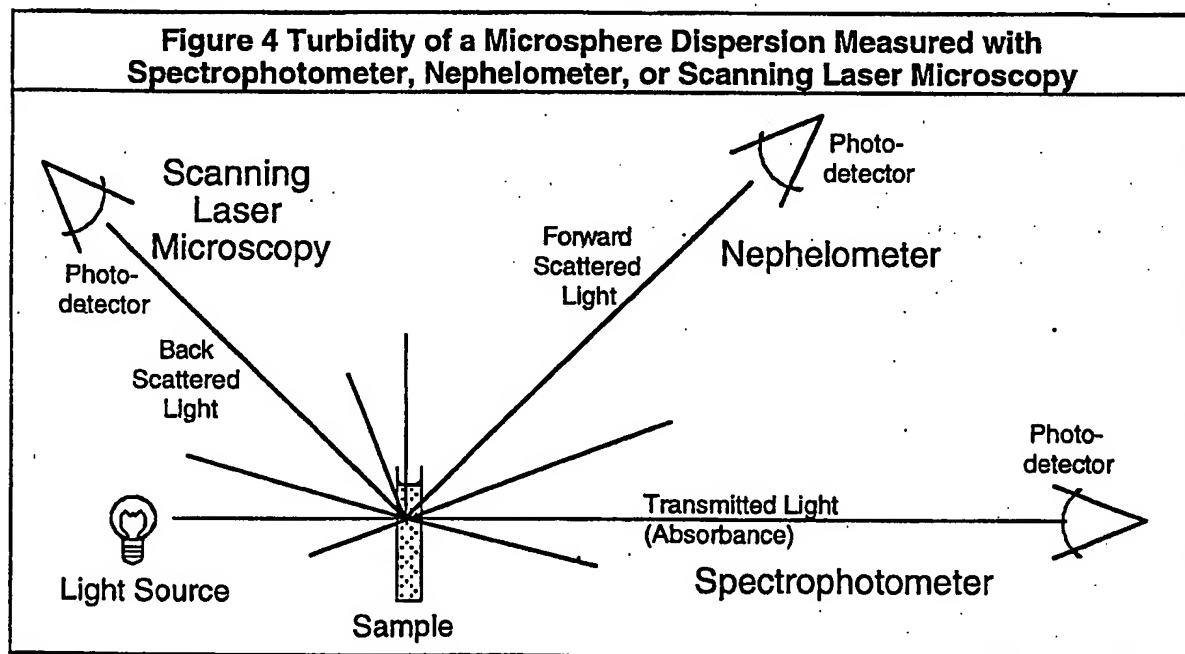 Figure 4 Turbidity of a Microsphere Dispersion Measured with
Spectrophotometer, Nephelometer, or Scanning Laser Microscopy
Scanning
Laser
Microscopy
Photo-
detector
Back
Scattered
Light
Forward
Scattered
Light
Photo-
detector
Nephelometer
Photo-
detector
Transmitted Light
(Absorbance)
Spectrophotometer
Light Source
Sample